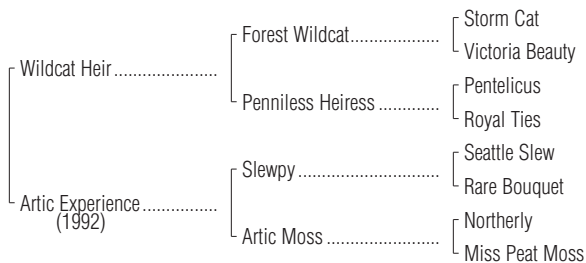 Storm Cat
Forest Wildcat....................
Victoria Beauty
Wildcat Heir.......................
Pentelicus
Penniless Heiress.............
Royal Ties
Seattle Slew
Slewpy...............................
Rare Bouquet
Artic Experience................
(1992)
Northerly
Artic Moss.........................
Miss Peat Moss